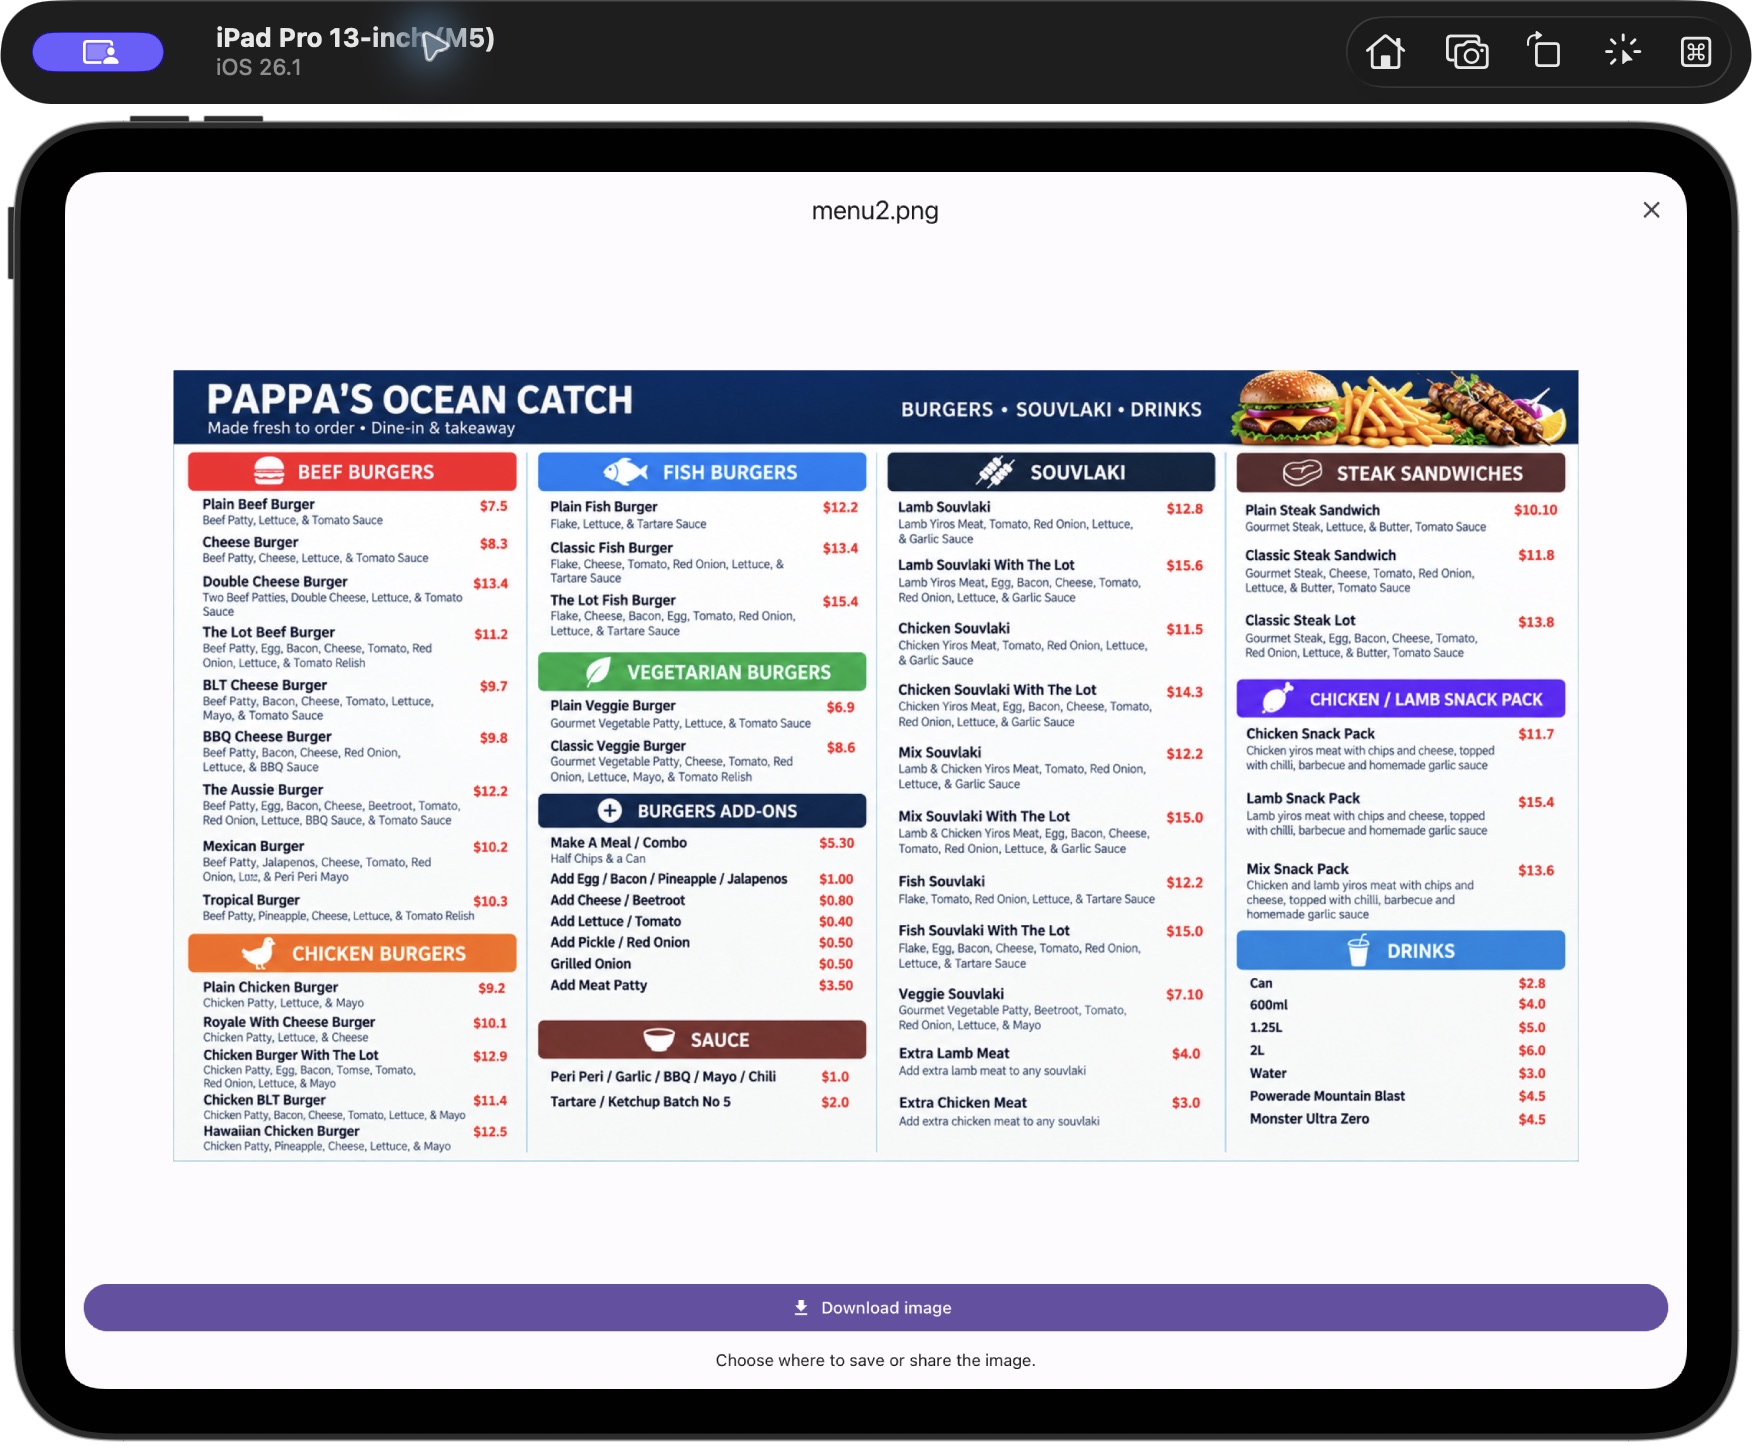 iPad Pro 13-inch (M5)
iOS 26.1
menu2.png
PAPPA'S OCEAN CATCH
Made fresh to order • Dine-in & takeaway
BURGERS • SOUVLAKI • DRINKS
BEEF BURGERS
Plain Beef Burger $7.5
Beef Patty, Lettuce, & Tomato Sauce
Cheese Burger $8.3
Beef Patty, Cheese, Lettuce, & Tomato Sauce
Double Cheese Burger $13.4
Two Beef Patties, Double Cheese, Lettuce, & Tomato
Sauce
The Lot Beef Burger $11.2
Beef Patty, Egg, Bacon, Cheese, Tomato, Red
Onion, Lettuce, & Tomato Relish
BLT Cheese Burger $9.7
Beef Patty, Bacon, Cheese, Tomato, Lettuce,
Mayo, & Tomato Sauce
BBQ Cheese Burger $9.8
Beef Patty, Bacon, Cheese, Red Onion,
Lettuce, & BBQ Sauce
The Aussie Burger $12.2
Beef Patty, Egg, Bacon, Cheese, Beetroot, Tomato,
Red Onion, Lettuce, BBQ Sauce, & Tomato Sauce
Mexican Burger $10.2
Beef Patty, Jalapenos, Cheese, Tomato, Red
Onion, & Peri Peri Mayo
Tropical Burger $10.3
Beef Patty, Pineapple, Cheese, Lettuce, & Tomato Relish
CHICKEN BURGERS
Plain Chicken Burger $9.2
Chicken Patty, Lettuce, & Mayo
Royale With Cheese Burger $10.1
Chicken Patty, Lettuce, & Cheese
Chicken Burger With The Lot $12.9
Chicken Patty, Egg, Bacon, Tomse, Tomato,
Red Onion, Lettuce, & Mayo
Chicken BLT Burger $11.4
Chicken Patty, Bacon, Cheese, Tomato, Lettuce, & Mayo
Hawaiian Chicken Burger $12.5
Chicken Patty, Pineapple, Cheese, Lettuce, & Mayo
FISH BURGERS
Plain Fish Burger $12.2
Flake, Lettuce, & Tartare Sauce
Classic Fish Burger $13.4
Flake, Cheese, Tomato, Red Onion, Lettuce, &
Tartare Sauce
The Lot Fish Burger $15.4
Flake, Cheese, Bacon, Egg, Tomato, Red Onion,
Lettuce, & Tartare Sauce
VEGETARIAN BURGERS
Plain Veggie Burger $6.9
Gourmet Vegetable Patty, Lettuce, & Tomato Sauce
Classic Veggie Burger $8.6
Gourmet Vegetable Patty, Cheese, Tomato, Red
Onion, Lettuce, Mayo, & Tomato Relish
BURGERS ADD-ONS
Make A Meal / Combo $5.30
Half Chips & a Can
Add Egg / Bacon / Pineapple / Jalapenos $1.00
Add Cheese / Beetroot $0.80
Add Lettuce / Tomato $0.40
Add Pickle / Red Onion $0.50
Grilled Onion $0.50
Add Meat Patty $3.50
SAUCE
Peri Peri / Garlic / BBQ / Mayo / Chili $1.0
Tartare / Ketchup Batch No 5 $2.0
SOUVLAKI
Lamb Souvlaki $12.8
Lamb Yiros Meat, Tomato, Red Onion, Lettuce,
& Garlic Sauce
Lamb Souvlaki With The Lot $15.6
Lamb Yiros Meat, Egg, Bacon, Cheese, Tomato,
Red Onion, Lettuce, & Garlic Sauce
Chicken Souvlaki $11.5
Chicken Yiros Meat, Tomato, Red Onion, Lettuce,
& Garlic Sauce
Chicken Souvlaki With The Lot $14.3
Chicken Yiros Meat, Egg, Bacon, Cheese, Tomato,
Red Onion, Lettuce, & Garlic Sauce
Mix Souvlaki $12.2
Lamb & Chicken Yiros Meat, Tomato, Red Onion,
Lettuce, & Garlic Sauce
Mix Souvlaki With The Lot $15.0
Lamb & Chicken Yiros Meat, Egg, Bacon, Cheese,
Tomato, Red Onion, Lettuce, & Garlic Sauce
Fish Souvlaki $12.2
Flake, Tomato, Red Onion, Lettuce, & Tartare Sauce
Fish Souvlaki With The Lot $15.0
Flake, Egg, Bacon, Cheese, Tomato, Red Onion,
Lettuce, & Tartare Sauce
Veggie Souvlaki $7.10
Gourmet Vegetable Patty, Beetroot, Tomato,
Red Onion, Lettuce, & Mayo
Extra Lamb Meat $4.0
Add extra lamb meat to any souvlaki
Extra Chicken Meat $3.0
Add extra chicken meat to any souvlaki
STEAK SANDWICHES
Plain Steak Sandwich $10.10
Gourmet Steak, Lettuce, & Butter, Tomato Sauce
Classic Steak Sandwich $11.8
Gourmet Steak, Cheese, Tomato, Red Onion,
Lettuce, & Butter, Tomato Sauce
Classic Steak Lot $13.8
Gourmet Steak, Egg, Bacon, Cheese, Tomato,
Red Onion, Lettuce, & Butter, Tomato Sauce
CHICKEN / LAMB SNACK PACK
Chicken Snack Pack $11.7
Chicken yiros meat with chips and cheese, topped
with chilli, barbecue and homemade garlic sauce
Lamb Snack Pack $15.4
Lamb yiros meat with chips and cheese, topped
with chilli, barbecue and homemade garlic sauce
Mix Snack Pack $13.6
Chicken and lamb yiros meat with chips and
cheese, topped with chilli, barbecue and
homemade garlic sauce
DRINKS
Can $2.8
600ml $4.0
1.25L $5.0
2L $6.0
Water $3.0
Powerade Mountain Blast $4.5
Monster Ultra Zero $4.5
Download image
Choose where to save or share the image.